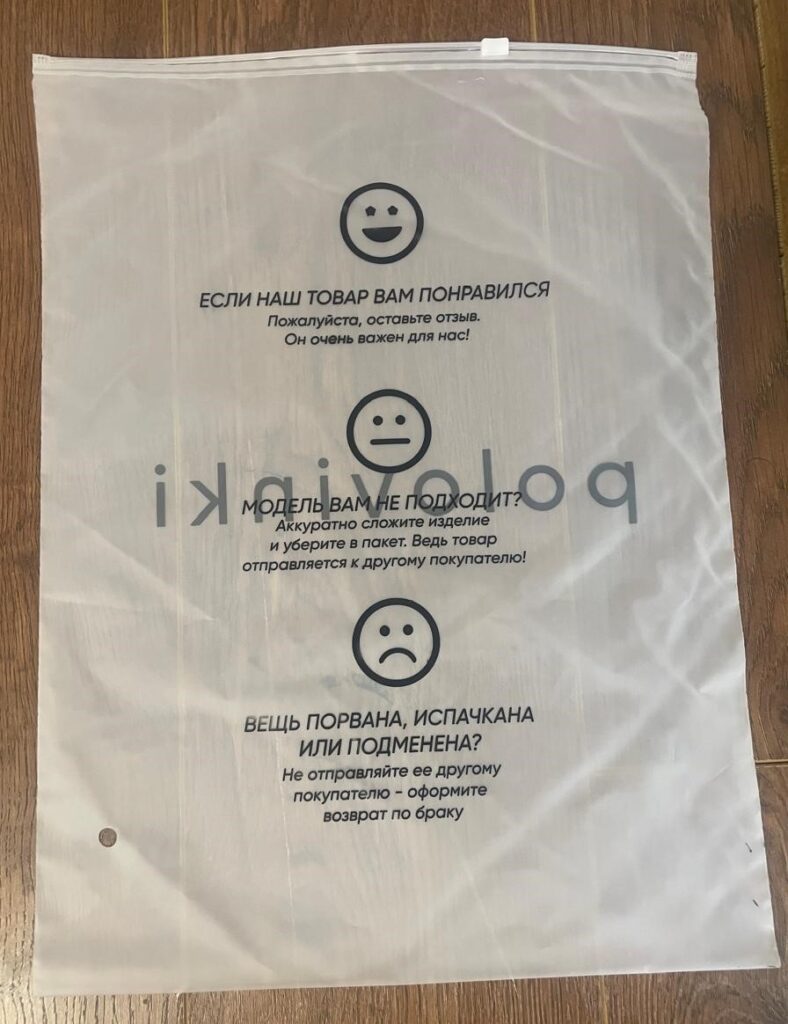 ЕСЛИ НАШ ТОВАР ВАМ ПОНРАВИЛСЯ
Пожалуйста, оставьте отзыв.
Он очень важен для нас!
polovinki
МОДЕЛЬ ВАМ НЕ ПОДХОДИТ?
Аккуратно сложите изделие
и уберите в пакет. Ведь товар
отправляется к другому покупателю!
ВЕЩЬ ПОРВАНА, ИСПАЧКАНА
ИЛИ ПОДМЕНЕНА?
Не отправляйте ее другому
покупателю - оформите
возврат по браку